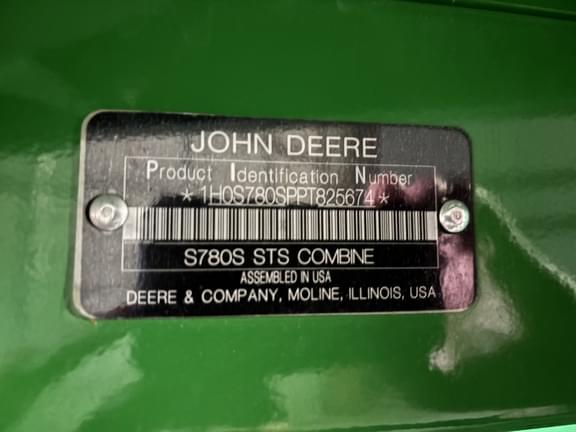 JOHN DEERE
Product Identification Number
*1H0S780SPPT825674*
S780S STS COMBINE
ASSEMBLED IN USA
DEERE & COMPANY, MOLINE, ILLINOIS, USA